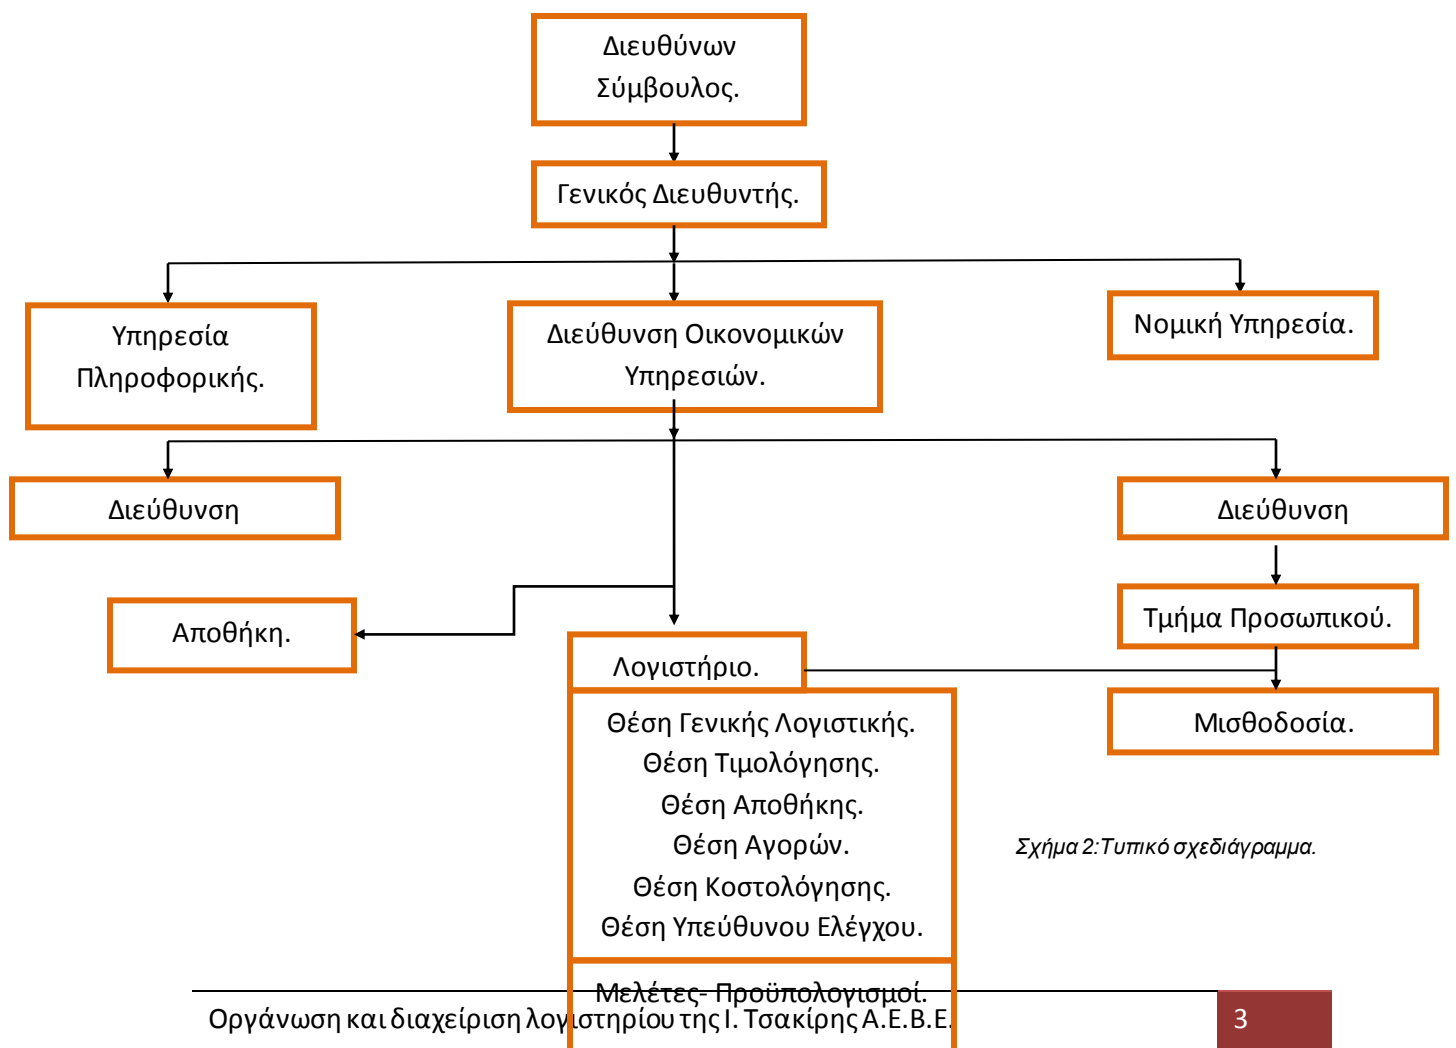 Διευθύνων
Σύμβουλος.
Γενικός Διευθυντής.
Υπηρεσία
Πληροφορικής.
Διεύθυνση Οικονομικών
Υπηρεσιών.
Νομική Υπηρεσία.
Διεύθυνση
Διεύθυνση
Αποθήκη.
Τμήμα Προσωπικού.
Λογιστήριο.
Μισθοδοσία.
Θέση Γενικής Λογιστικής.
Θέση Τιμολόγησης.
Θέση Αποθήκης.
Θέση Αγορών.
Θέση Κοστολόγησης.
Θέση Υπεύθυνου Ελέγχου.
Σχήμα 2:Τυπικό σχεδιάγραμμα.
Μελέτες- Προϋπολογισμοί.
Οργάνωση και διαχείριση λογιστηρίου της Ι. Τσακίρης Α.Ε.Β.Ε.
3